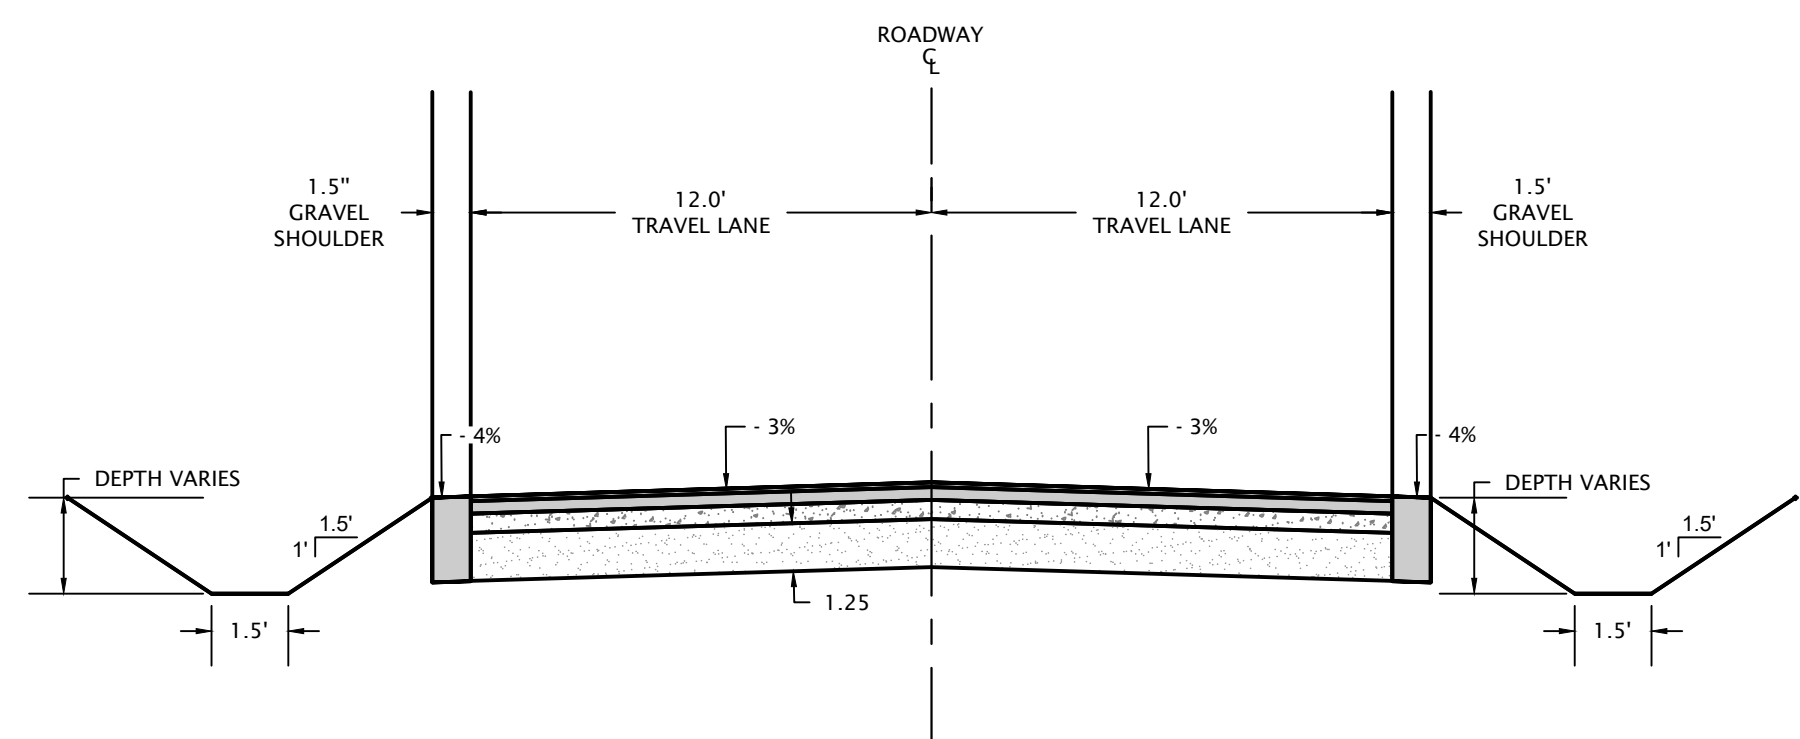 ROADWAY
CL
1.5"
GRAVEL
SHOULDER
12.0'
TRAVEL LANE
12.0'
TRAVEL LANE
1.5'
GRAVEL
SHOULDER
- 4%
- 3%
- 3%
- 4%
DEPTH VARIES
DEPTH VARIES
1.5'
1'
1.5'
1'
1.25
1.5'
1.5'